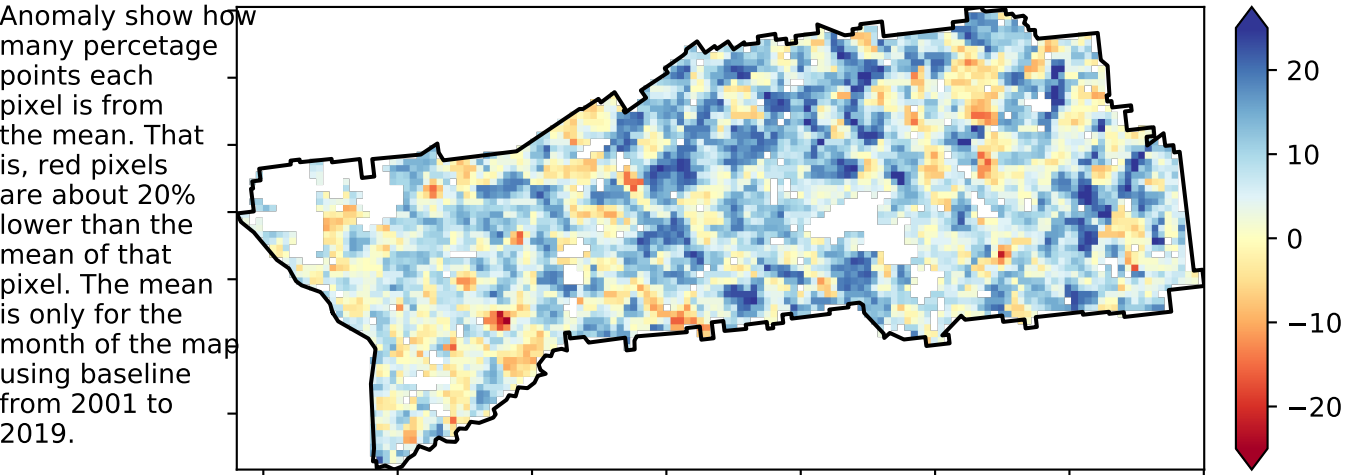 Anomaly show how
many percetage
points each
pixel is from
the mean. That
is, red pixels
are about 20%
lower than the
mean of that
pixel. The mean
is only for the
month of the map
using baseline
from 2001 to
2019.
20
10
0
−10
−20